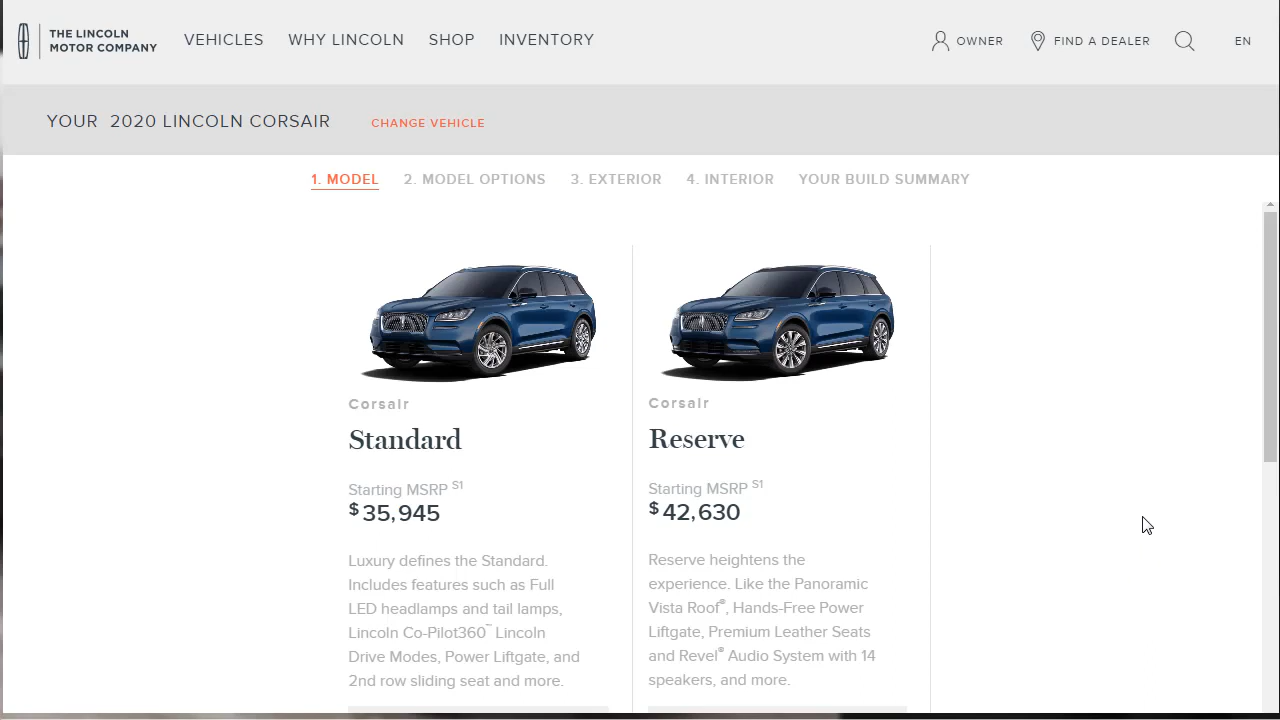 THE LINCOLN
MOTOR COMPANY
VEHICLES WHY LINCOLN SHOP INVENTORY
OWNER FIND A DEALER EN
YOUR 2020 LINCOLN CORSAIR CHANGE VEHICLE
1. MODEL 2. MODEL OPTIONS 3. EXTERIOR 4. INTERIOR YOUR BUILD SUMMARY
Corsair
Standard
Starting MSRP S1
$35,945
Luxury defines the Standard.
Includes features such as Full
LED headlamps and tail lamps,
Lincoln Co-Pilot360™ Lincoln
Drive Modes, Power Liftgate, and
2nd row sliding seat and more.
Corsair
Reserve
Starting MSRP S1
$42,630
Reserve heightens the
experience. Like the Panoramic
Vista Roof®, Hands-Free Power
Liftgate, Premium Leather Seats
and Revel® Audio System with 14
speakers, and more.